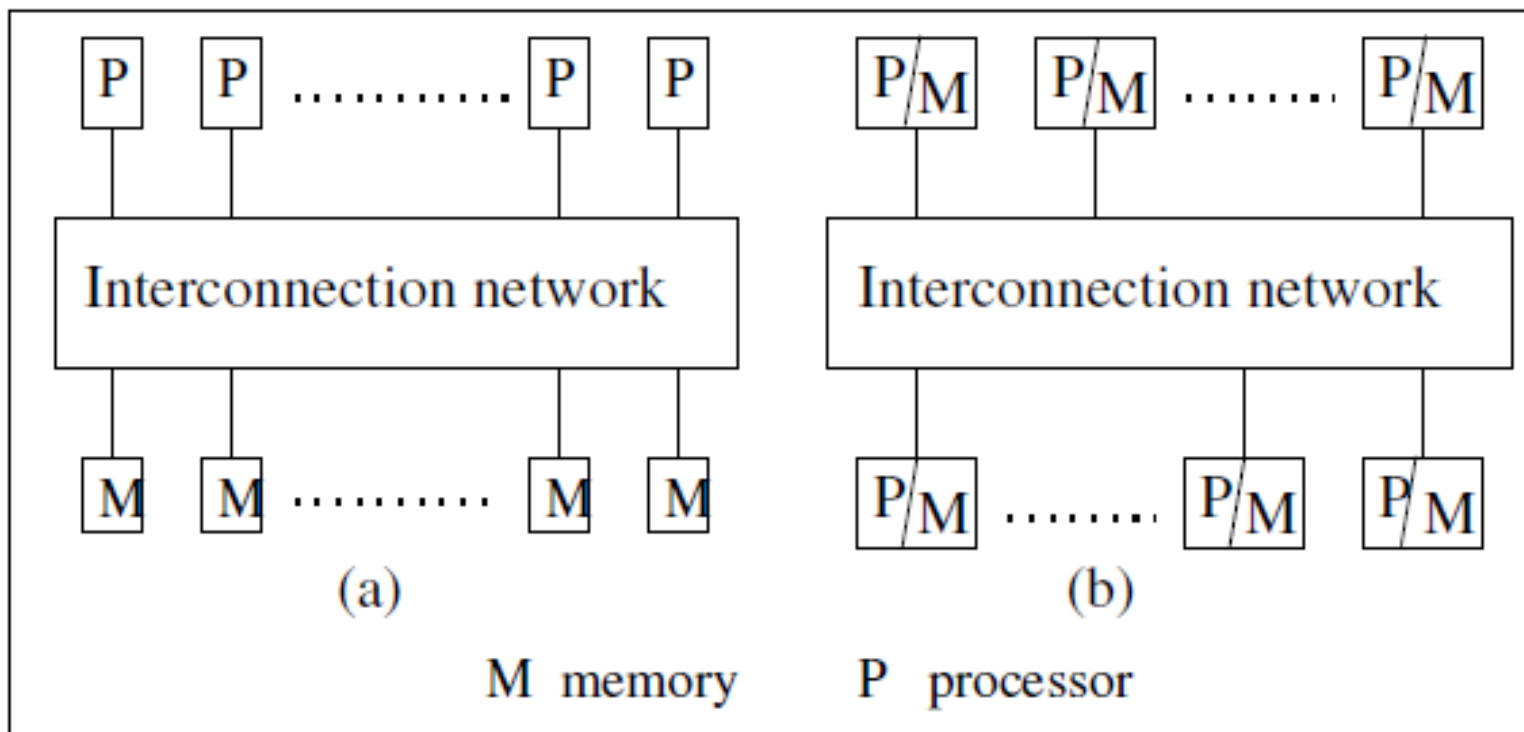 P P ............ P P
P/M P/M ........ P/M
Interconnection network
Interconnection network
M M ........... M M
P/M ........ P/M P/M
(a)
(b)
M memory P processor